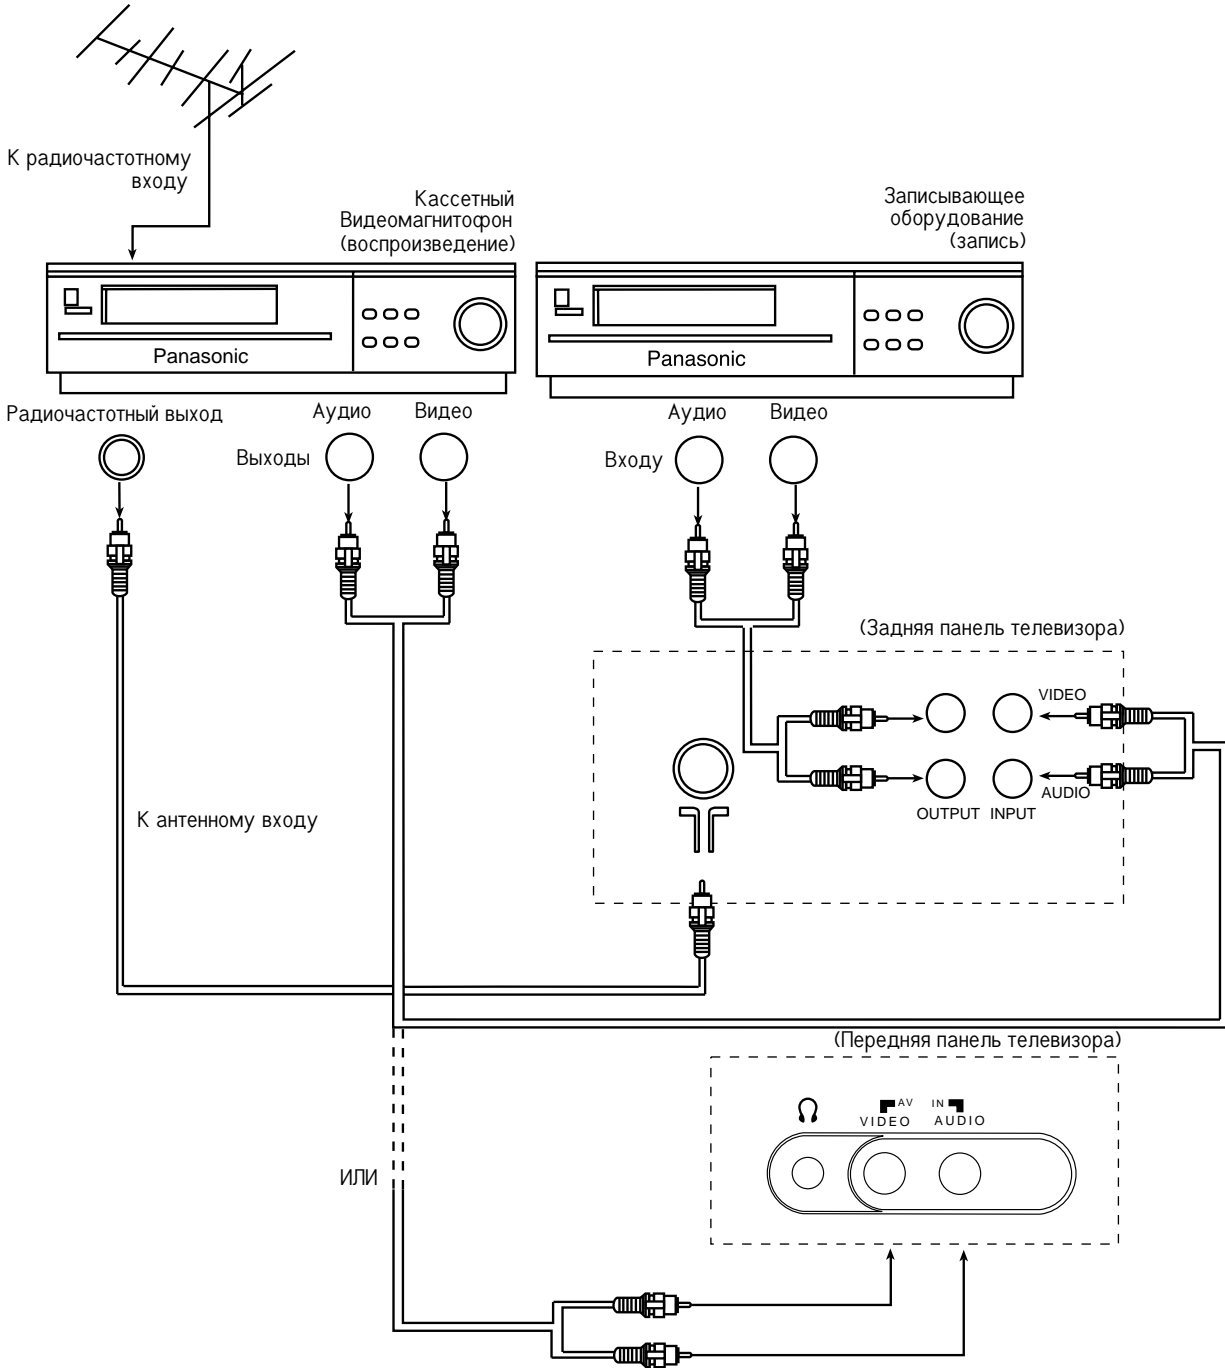 К радиочастотному
входу
Кассетный
Видеомагнитофон
(воспроизведение)
Записывающее
оборудование
(запись)
Panasonic
Panasonic
Радиочастотный выход
Аудио
Видео
Выходы
Аудио
Видео
Входу
(Задняя панель телевизора)
VIDEO
AUDIO
OUTPUT INPUT
К антенному входу
(Передняя панель телевизора)
AV IN
VIDEO AUDIO
ИЛИ